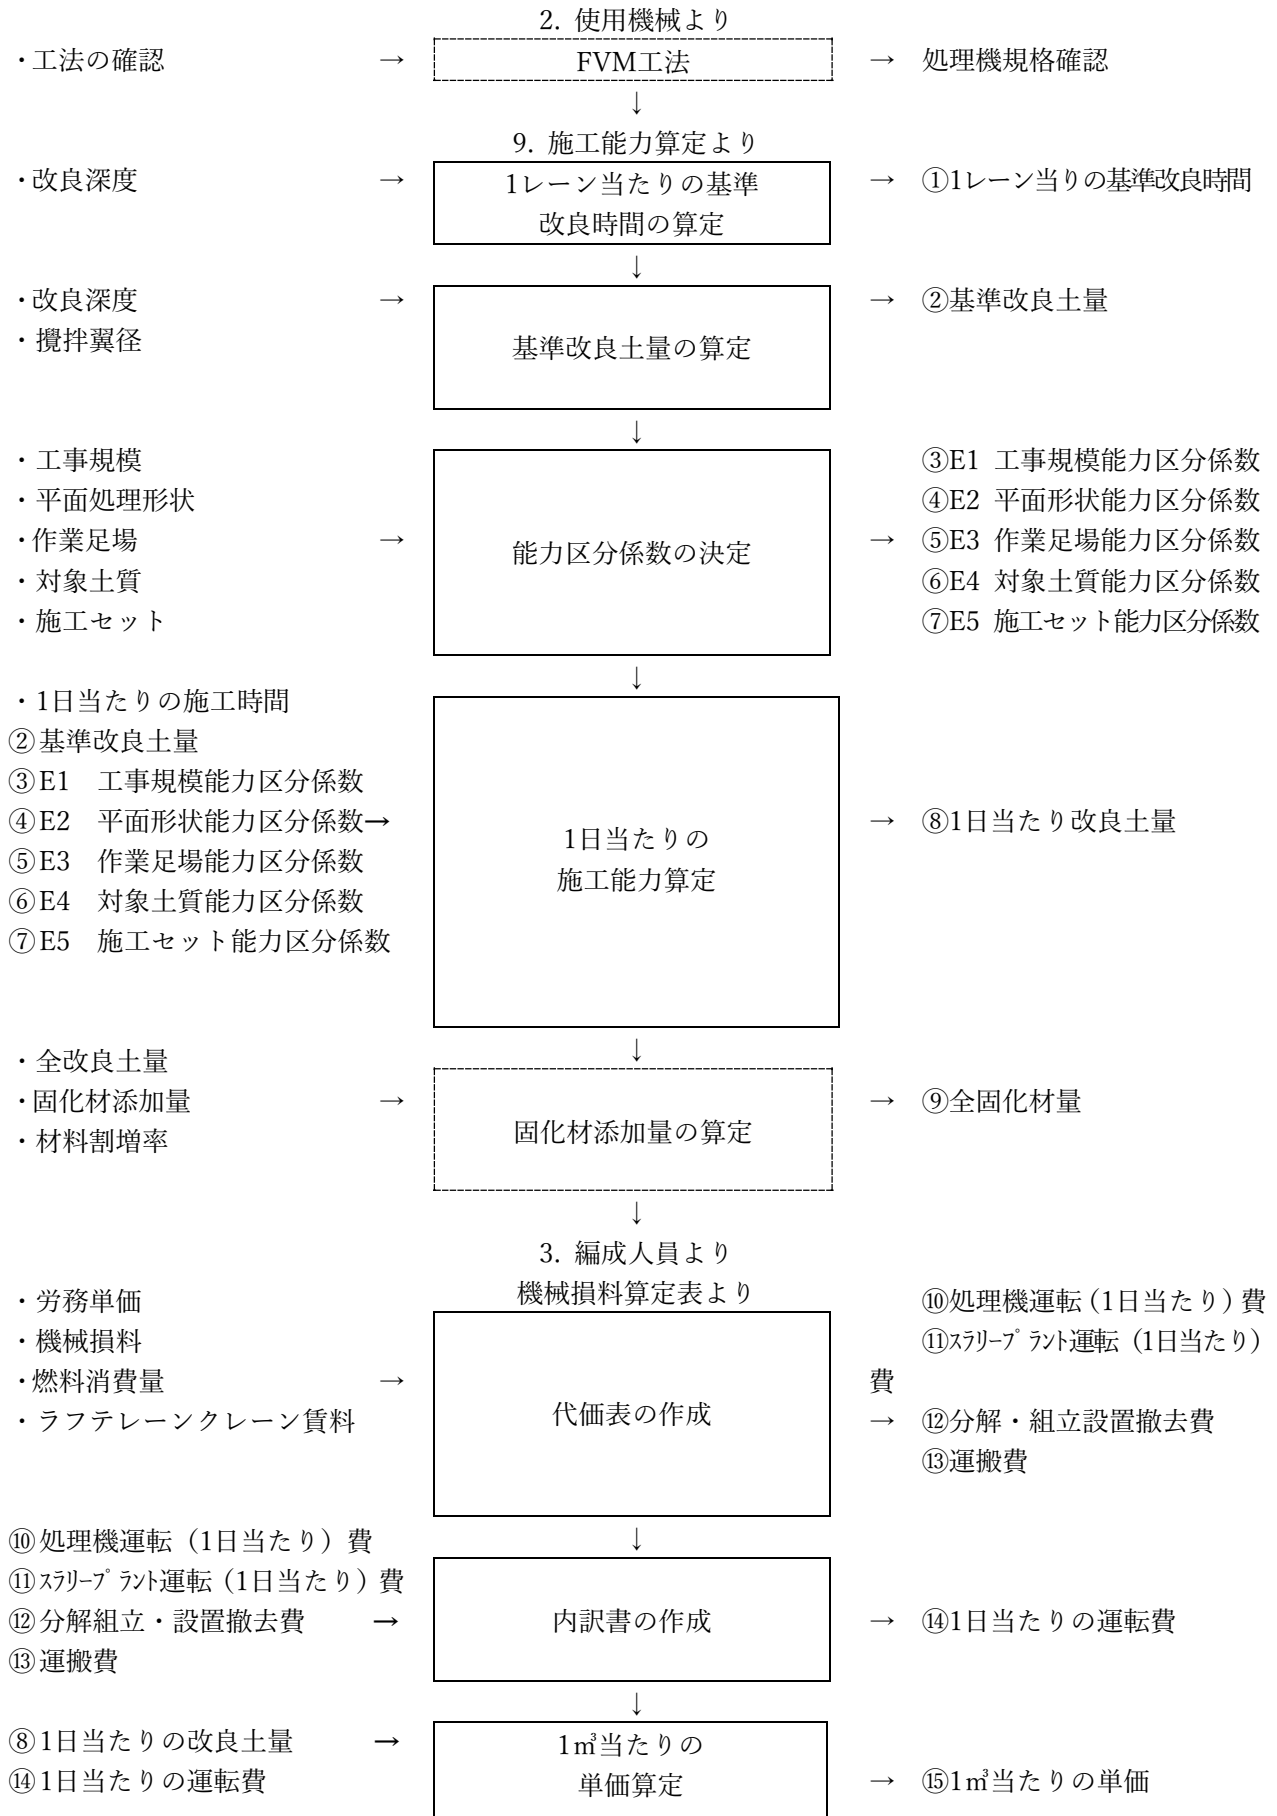 2. 使用機械より
・工法の確認 → FVM工法 → 処理機規格確認
↓
9. 施工能力算定より
・改良深度 → 1レーン当たりの基準 → ①1レーン当りの基準改良時間
改良時間の算定
↓
・改良深度 → → ②基準改良土量
・攪拌翼径
基準改良土量の算定
↓
・工事規模 ③E1 工事規模能力区分係数
・平面処理形状 ④E2 平面形状能力区分係数
・作業足場 → 能力区分係数の決定 → ⑤E3 作業足場能力区分係数
・対象土質 ⑥E4 対象土質能力区分係数
・施工セット ⑦E5 施工セット能力区分係数
↓
・1日当たりの施工時間
②基準改良土量
③E1 工事規模能力区分係数
④E2 平面形状能力区分係数→ 1日当たりの → ⑧1日当たり改良土量
⑤E3 作業足場能力区分係数 施工能力算定
⑥E4 対象土質能力区分係数
⑦E5 施工セット能力区分係数
↓
・全改良土量
・固化材添加量 → 固化材添加量の算定 → ⑨全固化材量
・材料割増率
↓
3. 編成人員より
機械損料算定表より
・労務単価 ⑩処理機運転(1日当たり)費
・機械損料 ⑪スラリープラント運転(1日当たり)
・燃料消費量 → 費
・ラフテレーンクレーン賃料 代価表の作成 → ⑫分解・組立設置撤去費
⑬運搬費
↓
⑩処理機運転(1日当たり)費
⑪スラリープラント運転(1日当たり)費
⑫分解組立・設置撤去費 → 内訳書の作成 → ⑭1日当たりの運転費
⑬運搬費
↓
⑧1日当たりの改良土量 → 1㎥当たりの
⑭1日当たりの運転費 単価算定 → ⑮1㎥当たりの単価